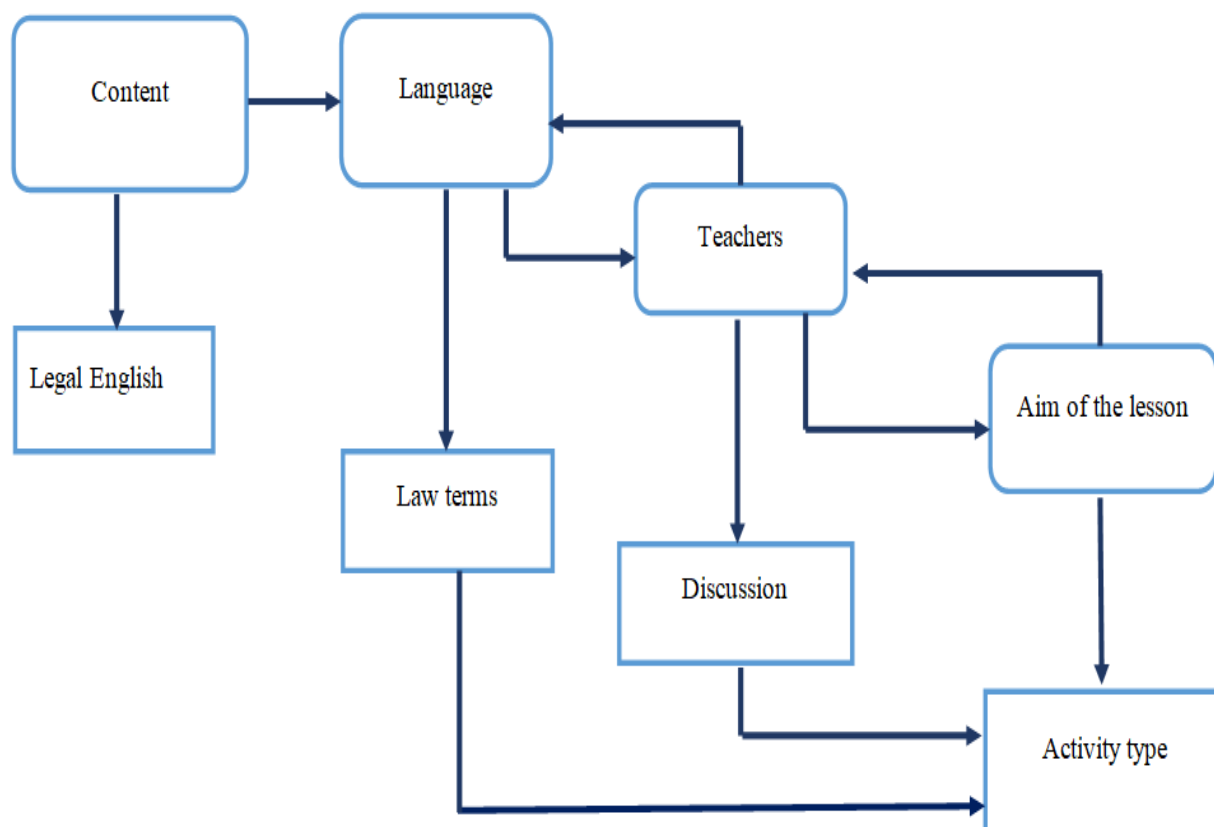 Content
Language
Teachers
Legal English
Aim of the lesson
Law terms
Discussion
Activity type